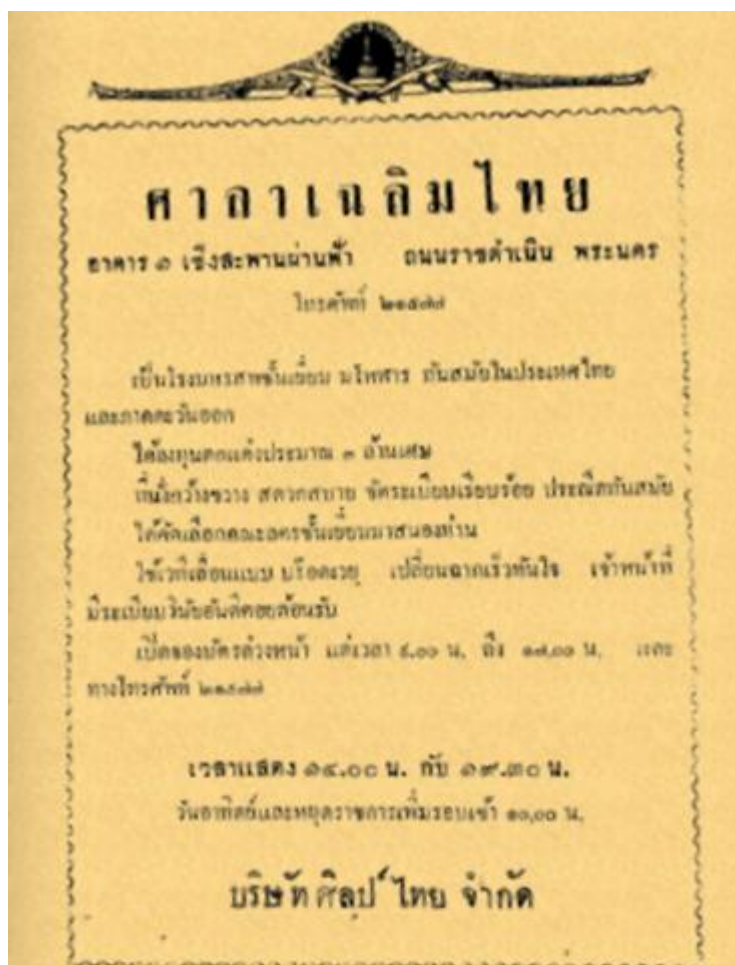 ศาลาเฉลิมไทย
อาคาร ๑ เชิงสะพานผ่านฟ้า ถนนราชดำเนิน พระนคร
โทรศัพท์ ๒๑๕๗๗
เป็นโรงมหรสพชั้นเยี่ยม มโหฬาร ทันสมัยในประเทศไทย
และภาคตะวันออก
ได้ลงทุนตกแต่งประมาณ ๓ ล้านเศษ
ที่นั่งกว้างขวาง สดวกสบาย จัดระเบียบเรียบร้อย ประณีตทันสมัย
ได้คัดเลือกคณะละครชั้นเยี่ยมมาสนองท่าน
ใช้เวทีเลื่อนแบบ บรอดเวย์ เปลี่ยนฉากเร็วทันใจ เจ้าหน้าที่
มีระเบียบวินัยอันดีคอยต้อนรับ
เปิดจองบัตรล่วงหน้า แต่เวลา ๙.๐๐ น. ถึง ๑๗.๐๐ น. และ
ทางโทรศัพท์ ๒๑๕๗๗
เวลาแสดง ๑๔.๐๐ น. กับ ๑๙.๓๐ น.
วันอาทิตย์และหยุดราชการเพิ่มรอบเช้า ๑๐.๐๐ น.
บริษัทศิลป์ไทย จำกัด